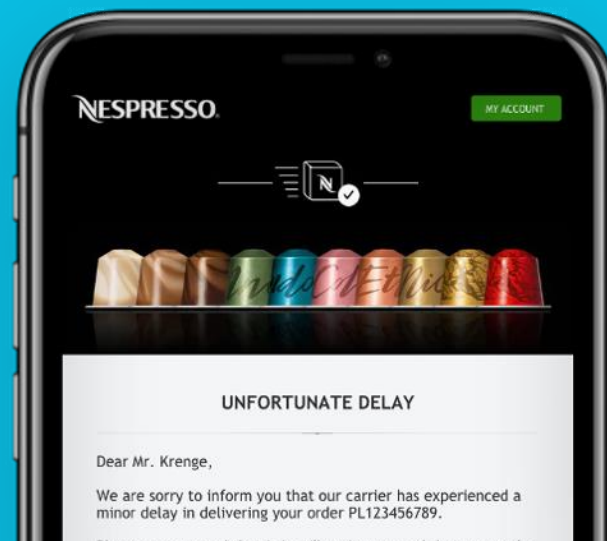 NESPRESSO.
MY ACCOUNT
N
UNFORTUNATE DELAY
Dear Mr. Krenge,
We are sorry to inform you that our carrier has experienced a
minor delay in delivering your order PL123456789.